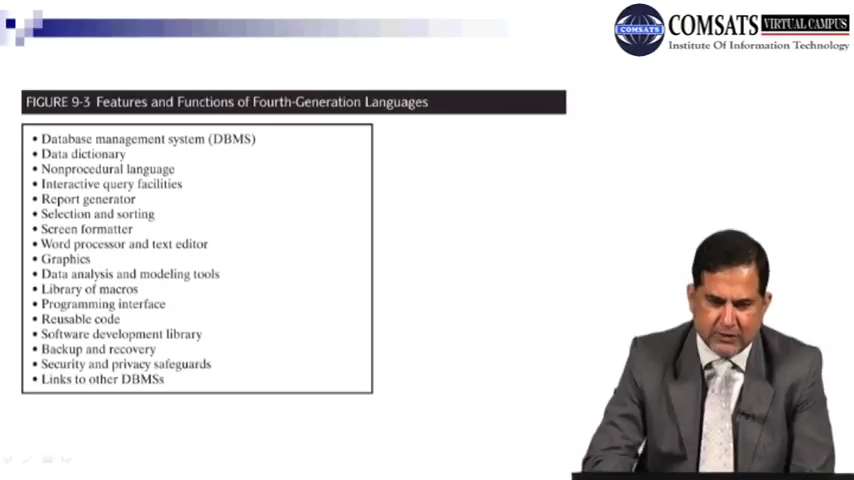 COMSATS VIRTUAL CAMPUS
COMSATS
Institute Of Information Technology
FIGURE 9-3 Features and Functions of Fourth-Generation Languages
• Database management system (DBMS)
• Data dictionary
• Nonprocedural language
• Interactive query facilities
• Report generator
• Selection and sorting
• Screen formatter
• Word processor and text editor
• Graphics
• Data analysis and modeling tools
• Library of macros
• Programming interface
• Reusable code
• Software development library
• Backup and recovery
• Security and privacy safeguards
• Links to other DBMSs